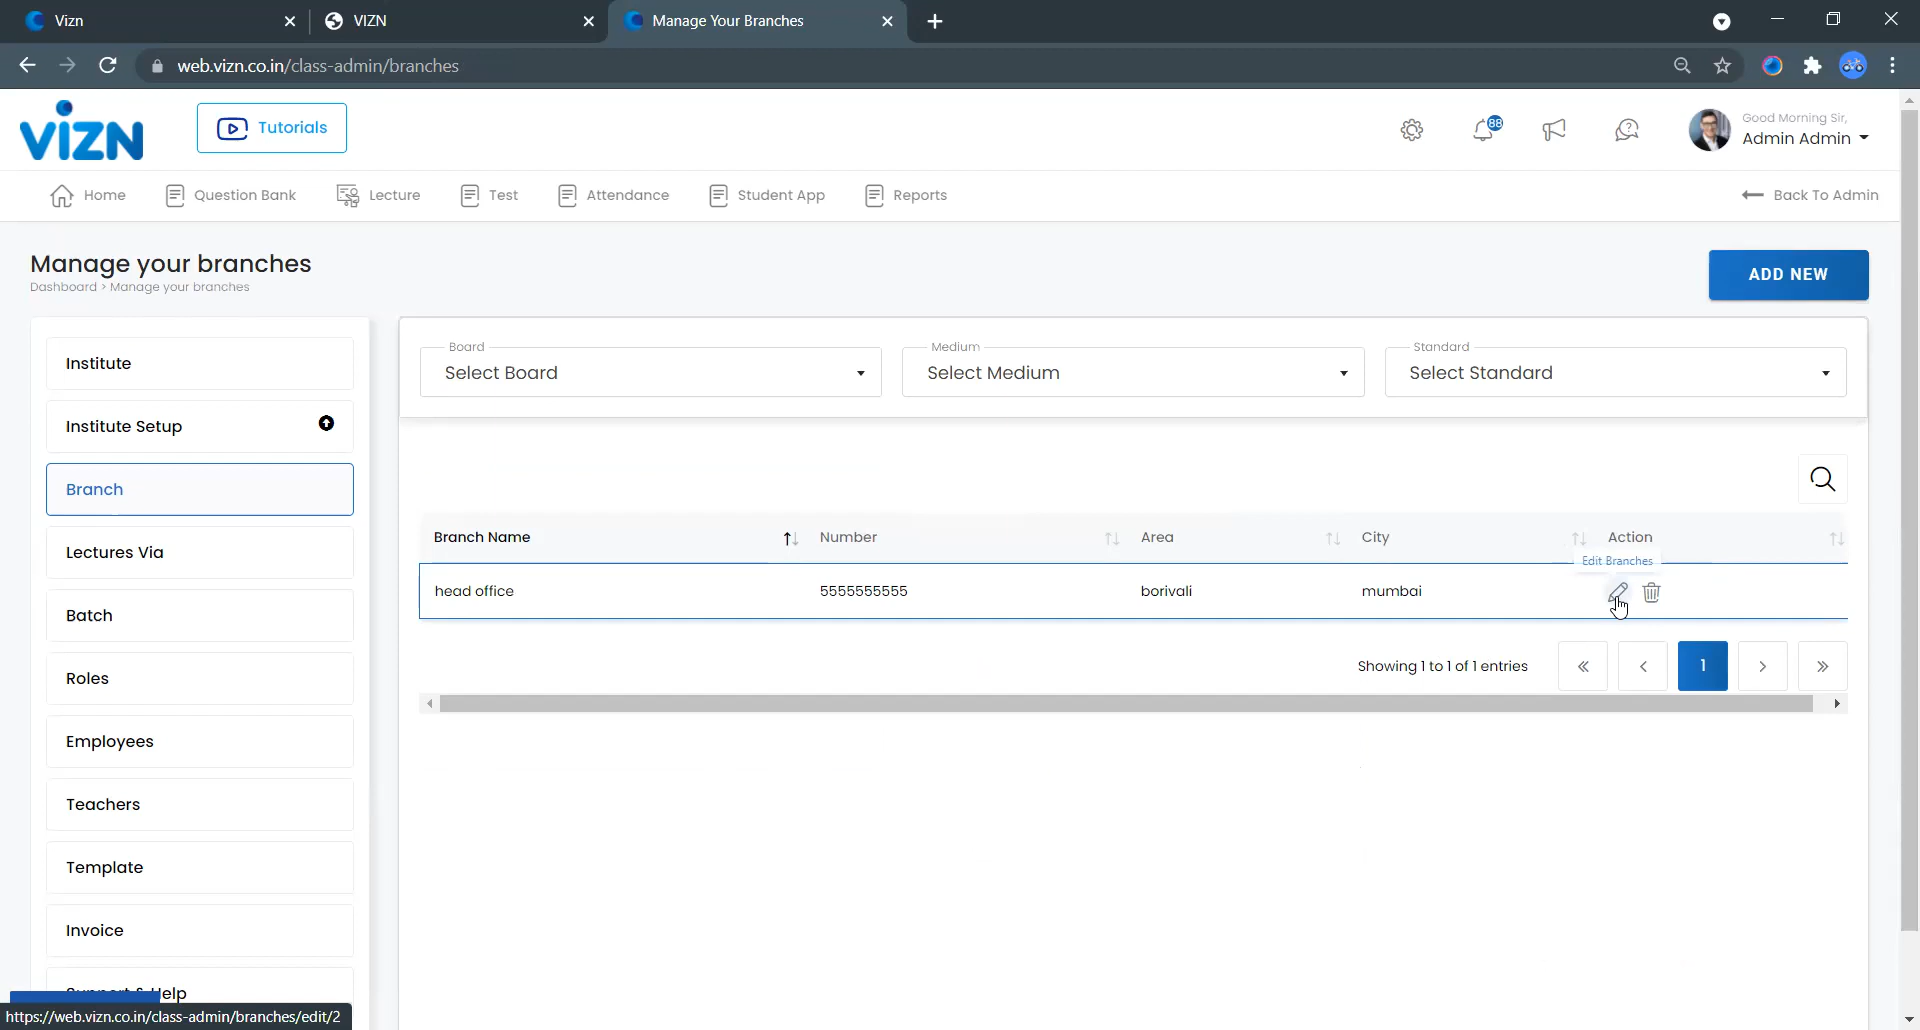 Vizn
VIZN
Manage Your Branches
web.vizn.co.in/class-admin/branches
VIZN
Tutorials
88
Good Morning Sir,
Admin Admin
Home
Question Bank
Lecture
Test
Attendance
Student App
Reports
Back To Admin
Manage your branches
Dashboard > Manage your branches
ADD NEW
Institute
Institute Setup
Branch
Lectures Via
Batch
Roles
Employees
Teachers
Template
Invoice
Support & Help
Board
Select Board
Medium
Select Medium
Standard
Select Standard
Branch Name
Number
Area
City
Action
Edit Branches
head office
5555555555
borivali
mumbai
Showing 1 to 1 of 1 entries
«
‹
1
›
»
https://web.vizn.co.in/class-admin/branches/edit/2